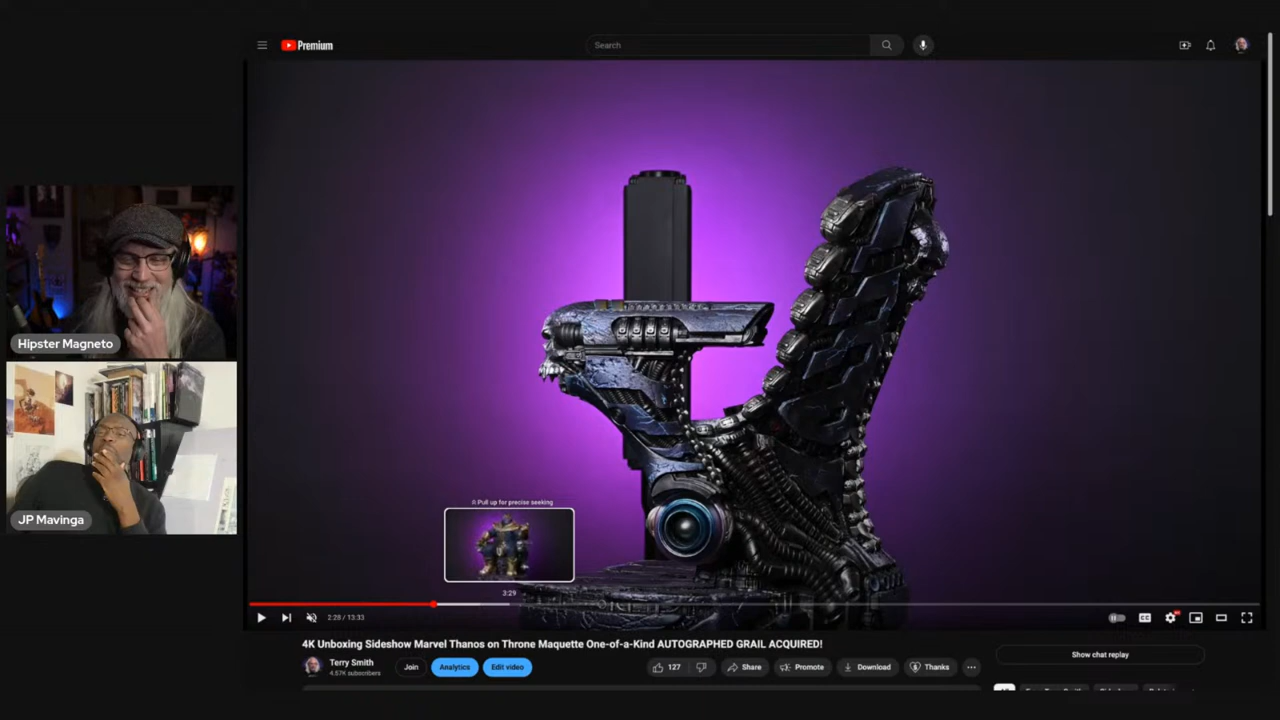 Premium
Search
Hipster Magneto
JP Mavinga
Pull up for precise seeking
3:29
2:28 / 13:33
4K Unboxing Sideshow Marvel Thanos on Throne Maquette One-of-a-Kind AUTOGRAPHED GRAIL ACQUIRED!
Terry Smith
4.57K subscribers
Join
Analytics
Edit video
127
Share
Promote
Download
Thanks
Show chat replay